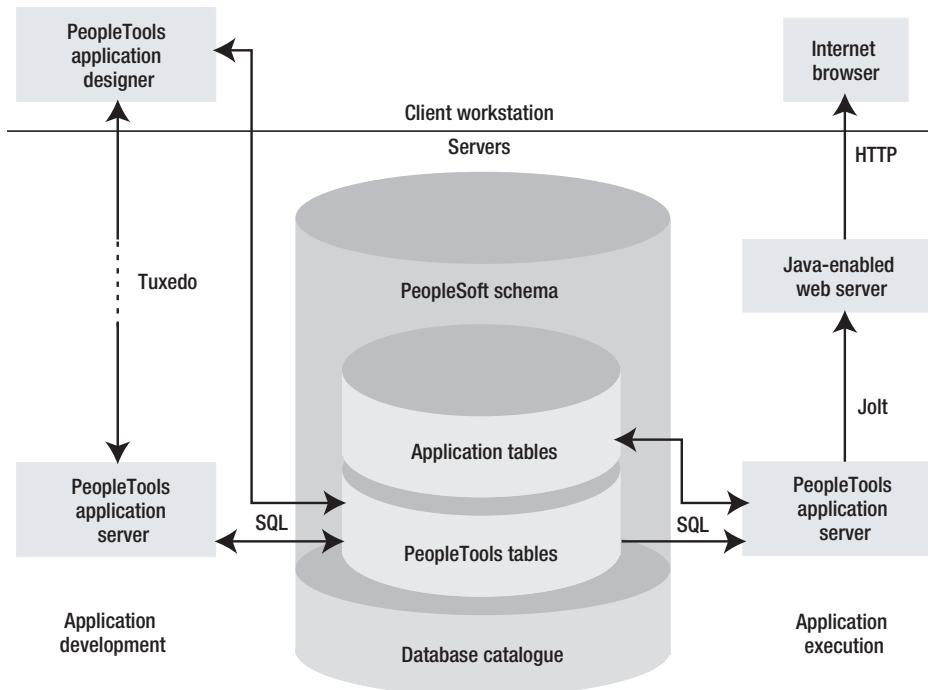 PeopleTools
application
designer
Internet
browser
Client workstation
Servers
HTTP
Tuxedo
PeopleSoft schema
Java-enabled
web server
Jolt
Application tables
PeopleTools
application
server
SQL
PeopleTools tables
SQL
PeopleTools
application
server
Application
development
Database catalogue
Application
execution